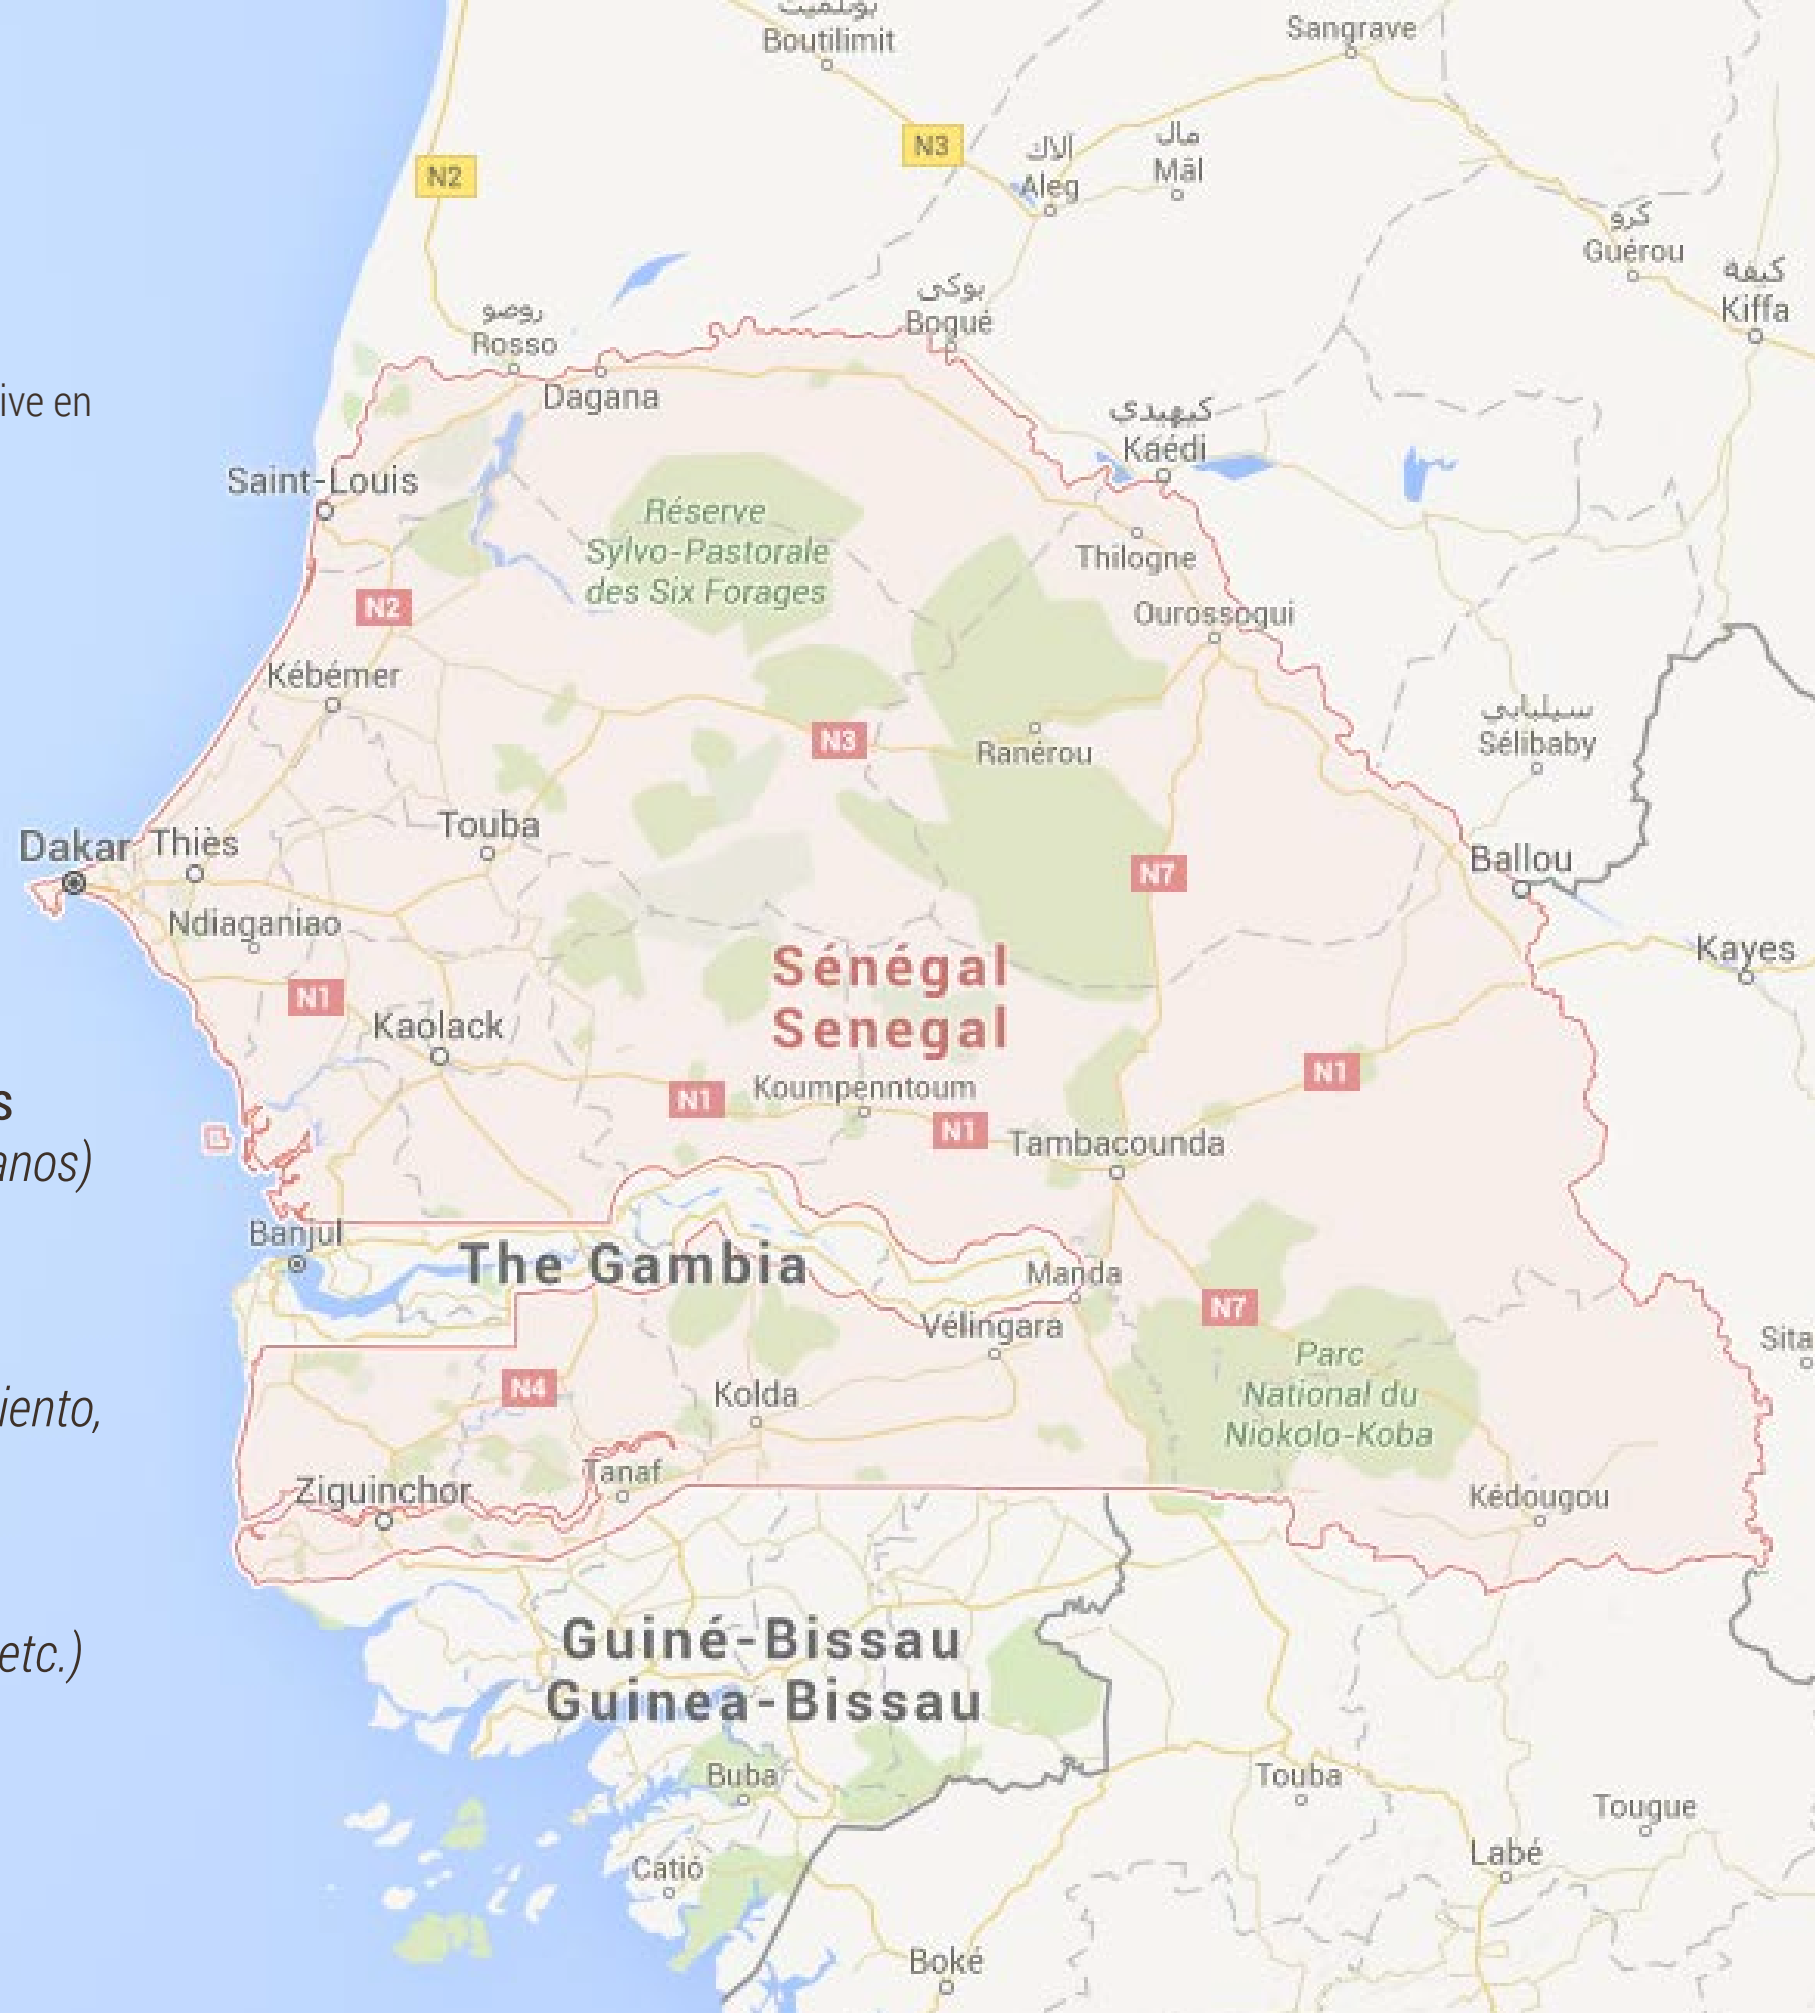 بوتلميت
Boutilimit
Sangrave
N3
ألاك
Aleg
مال
Mâl
N2
كرو
Guérou
كيفة
Kiffa
روصو
Rosso
بوكى
Bogué
Dagana
ive en
كيهيدي
Kaédi
Saint-Louis
Réserve
Sylvo-Pastorale
des Six Forages
Thilogne
N2
Ourossogui
Kébémer
سيليبابي
Sélibaby
N3
Ranérou
Touba
Dakar
Thiès
Ballou
N7
Ndiaganiao
Kayes
Sénégal
Senegal
N1
Kaolack
N1
Koumpenntoum
N1
N1
Tambacounda
s
anos)
Banjul
The Gambia
Manda
N7
Vélingara
Sita
Parc
National du
Niokolo-Koba
N4
Kolda
iento,
Tanaf
Ziguinchor
Kédougou
Guiné-Bissau
Guinea-Bissau
etc.)
Buba
Touba
Tougue
Labé
Catió
Boké